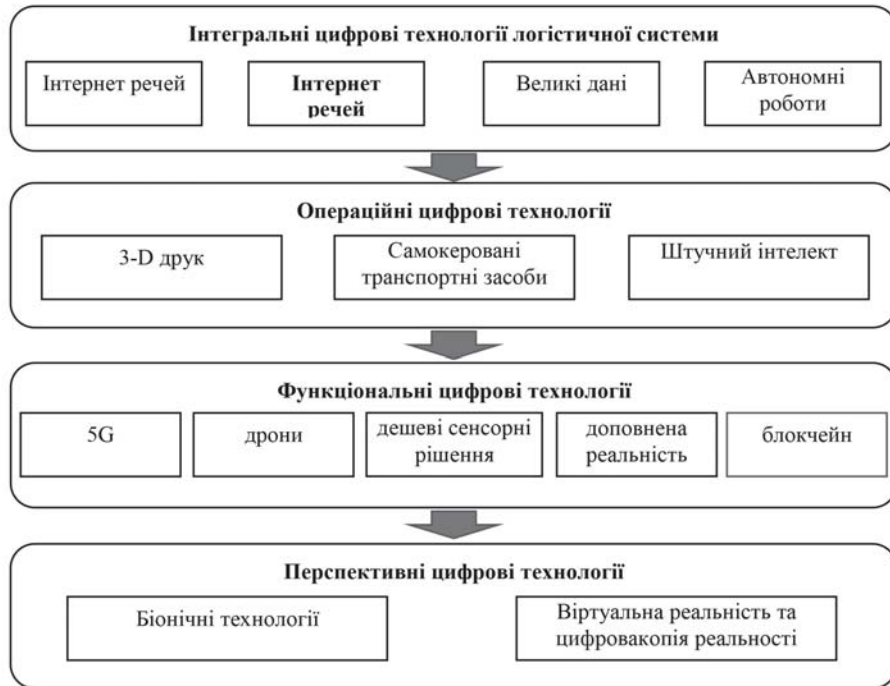 Інтегральні цифрові технології логістичної системи
Інтернет речей
Інтернет
речей
Великі дані
Автономні
роботи
Операційні цифрові технології
3-D друк
Самокеровані
транспортні засоби
Штучний інтелект
Функціональні цифрові технології
5G
дрони
дешеві сенсорні
рішення
доповнена
реальність
блокчейн
Перспективні цифрові технології
Біонічні технології
Віртуальна реальність та
цифровакопія реальності